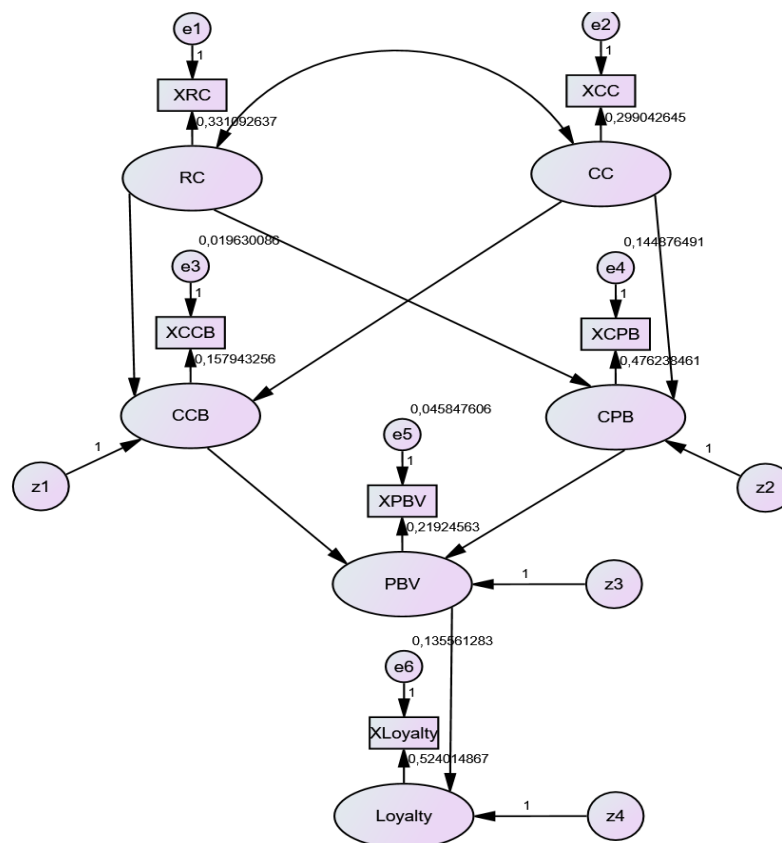 e1
e2
1
1
XRC
XCC
0,331092637
0,299042645
RC
CC
0,019630086
0,144876491
e3
e4
1
1
XCCB
XCPB
0,157943256
0,476238461
CCB
CPB
0,045847606
e5
1
1
1
z1
z2
XPBV
0,21924563
PBV
1
z3
0,135561283
e6
1
XLoyalty
0,524014867
Loyalty
1
z4